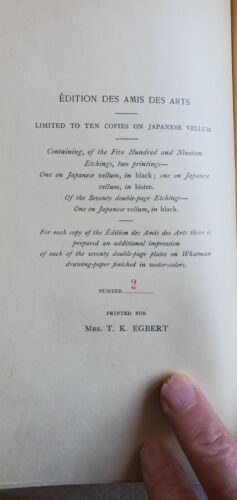 ÉDITION DES AMIS DES ARTS
LIMITED TO TEN COPIES ON JAPANESE VELLUM
Containing, of the Five Hundred and Nineteen
Etchings, two printings—
One on Japanese vellum, in black; one on Japanese
vellum, in bistre.
Of the Seventy double-page Etchings—
One on Japanese vellum, in black.
For each copy of the Édition des Amis des Arts there is
prepared an additional impression
of each of the seventy double-page plates on Whatman
drawing-paper finished in water-colors.
NUMBER 2
PRINTED FOR
MRS. T. K. EGBERT